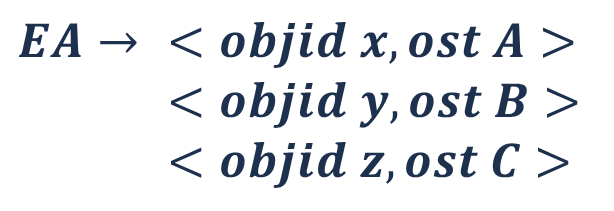 EA → < objid x, ost A >
< objid y, ost B >
< objid z, ost C >